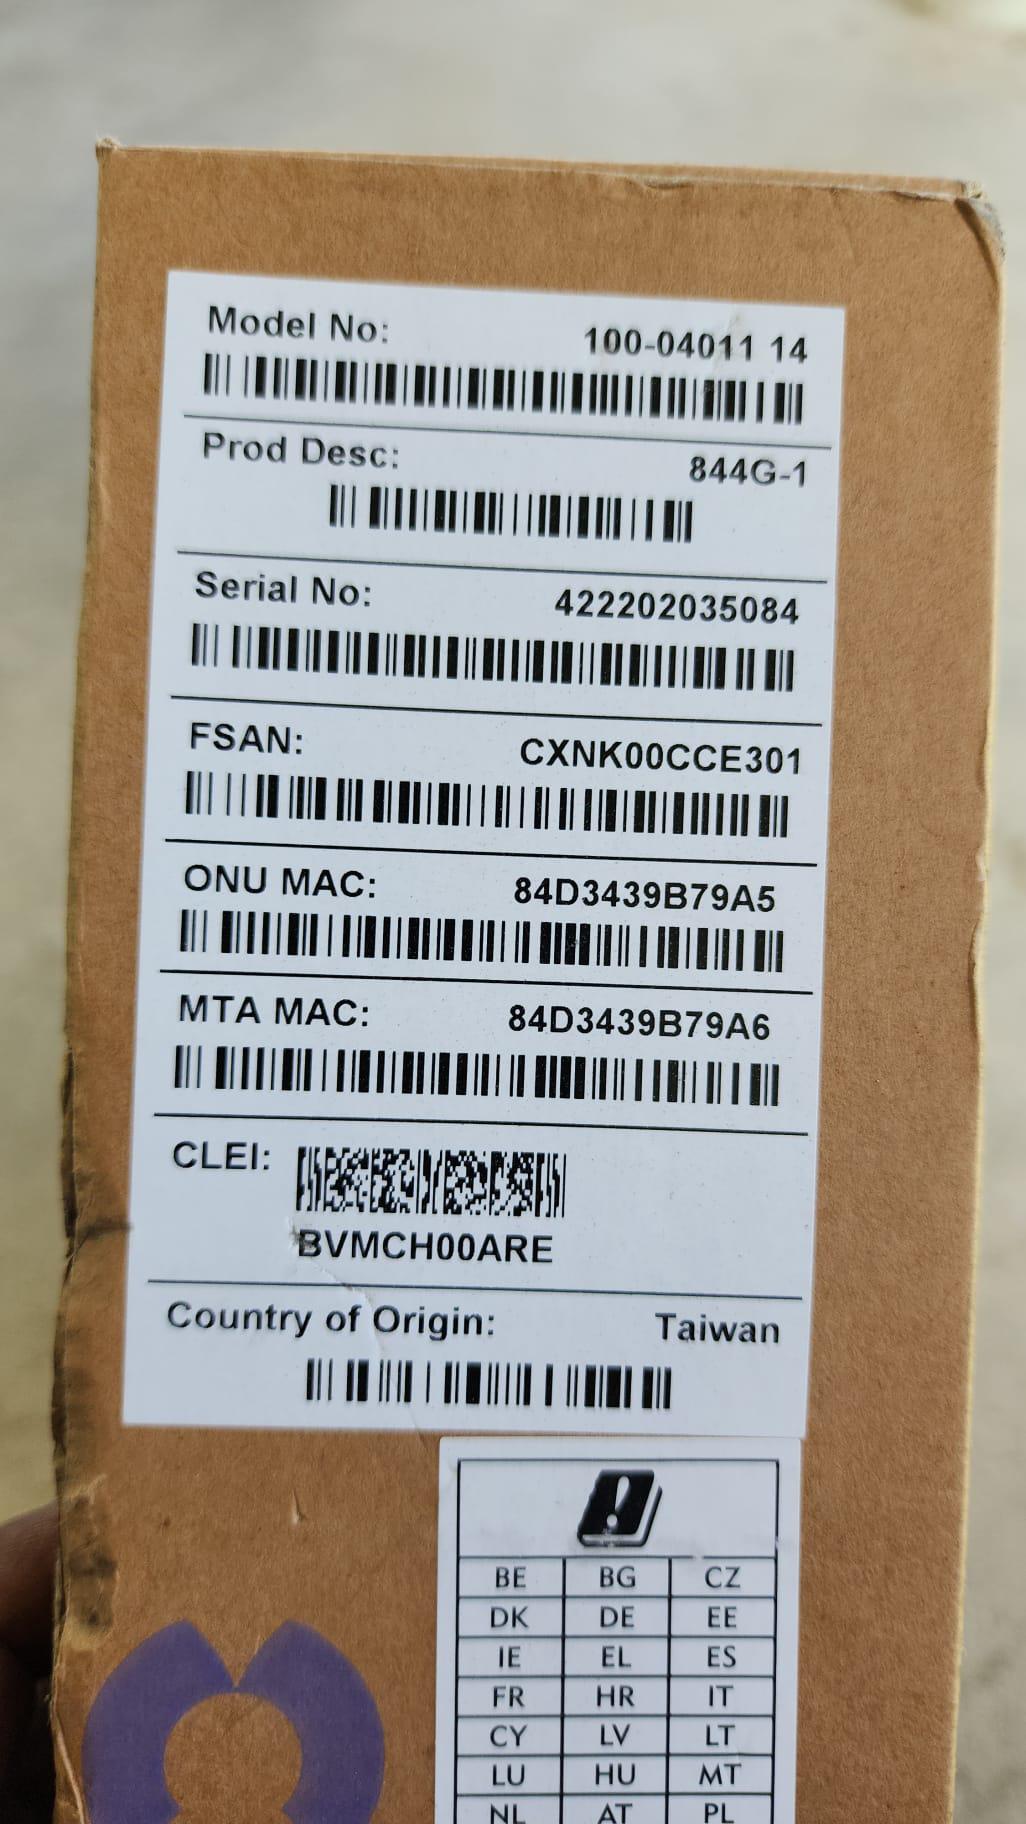 Model No: 100-04011 14
Prod Desc: 844G-1
Serial No: 422202035084
FSAN: CXNK00CCE301
ONU MAC: 84D3439B79A5
MTA MAC: 84D3439B79A6
CLEI:
BVMCH00ARE
Country of Origin: Taiwan
BE BG CZ
DK DE EE
IE EL ES
FR HR IT
CY LV LT
LU HU MT
NL AT PL